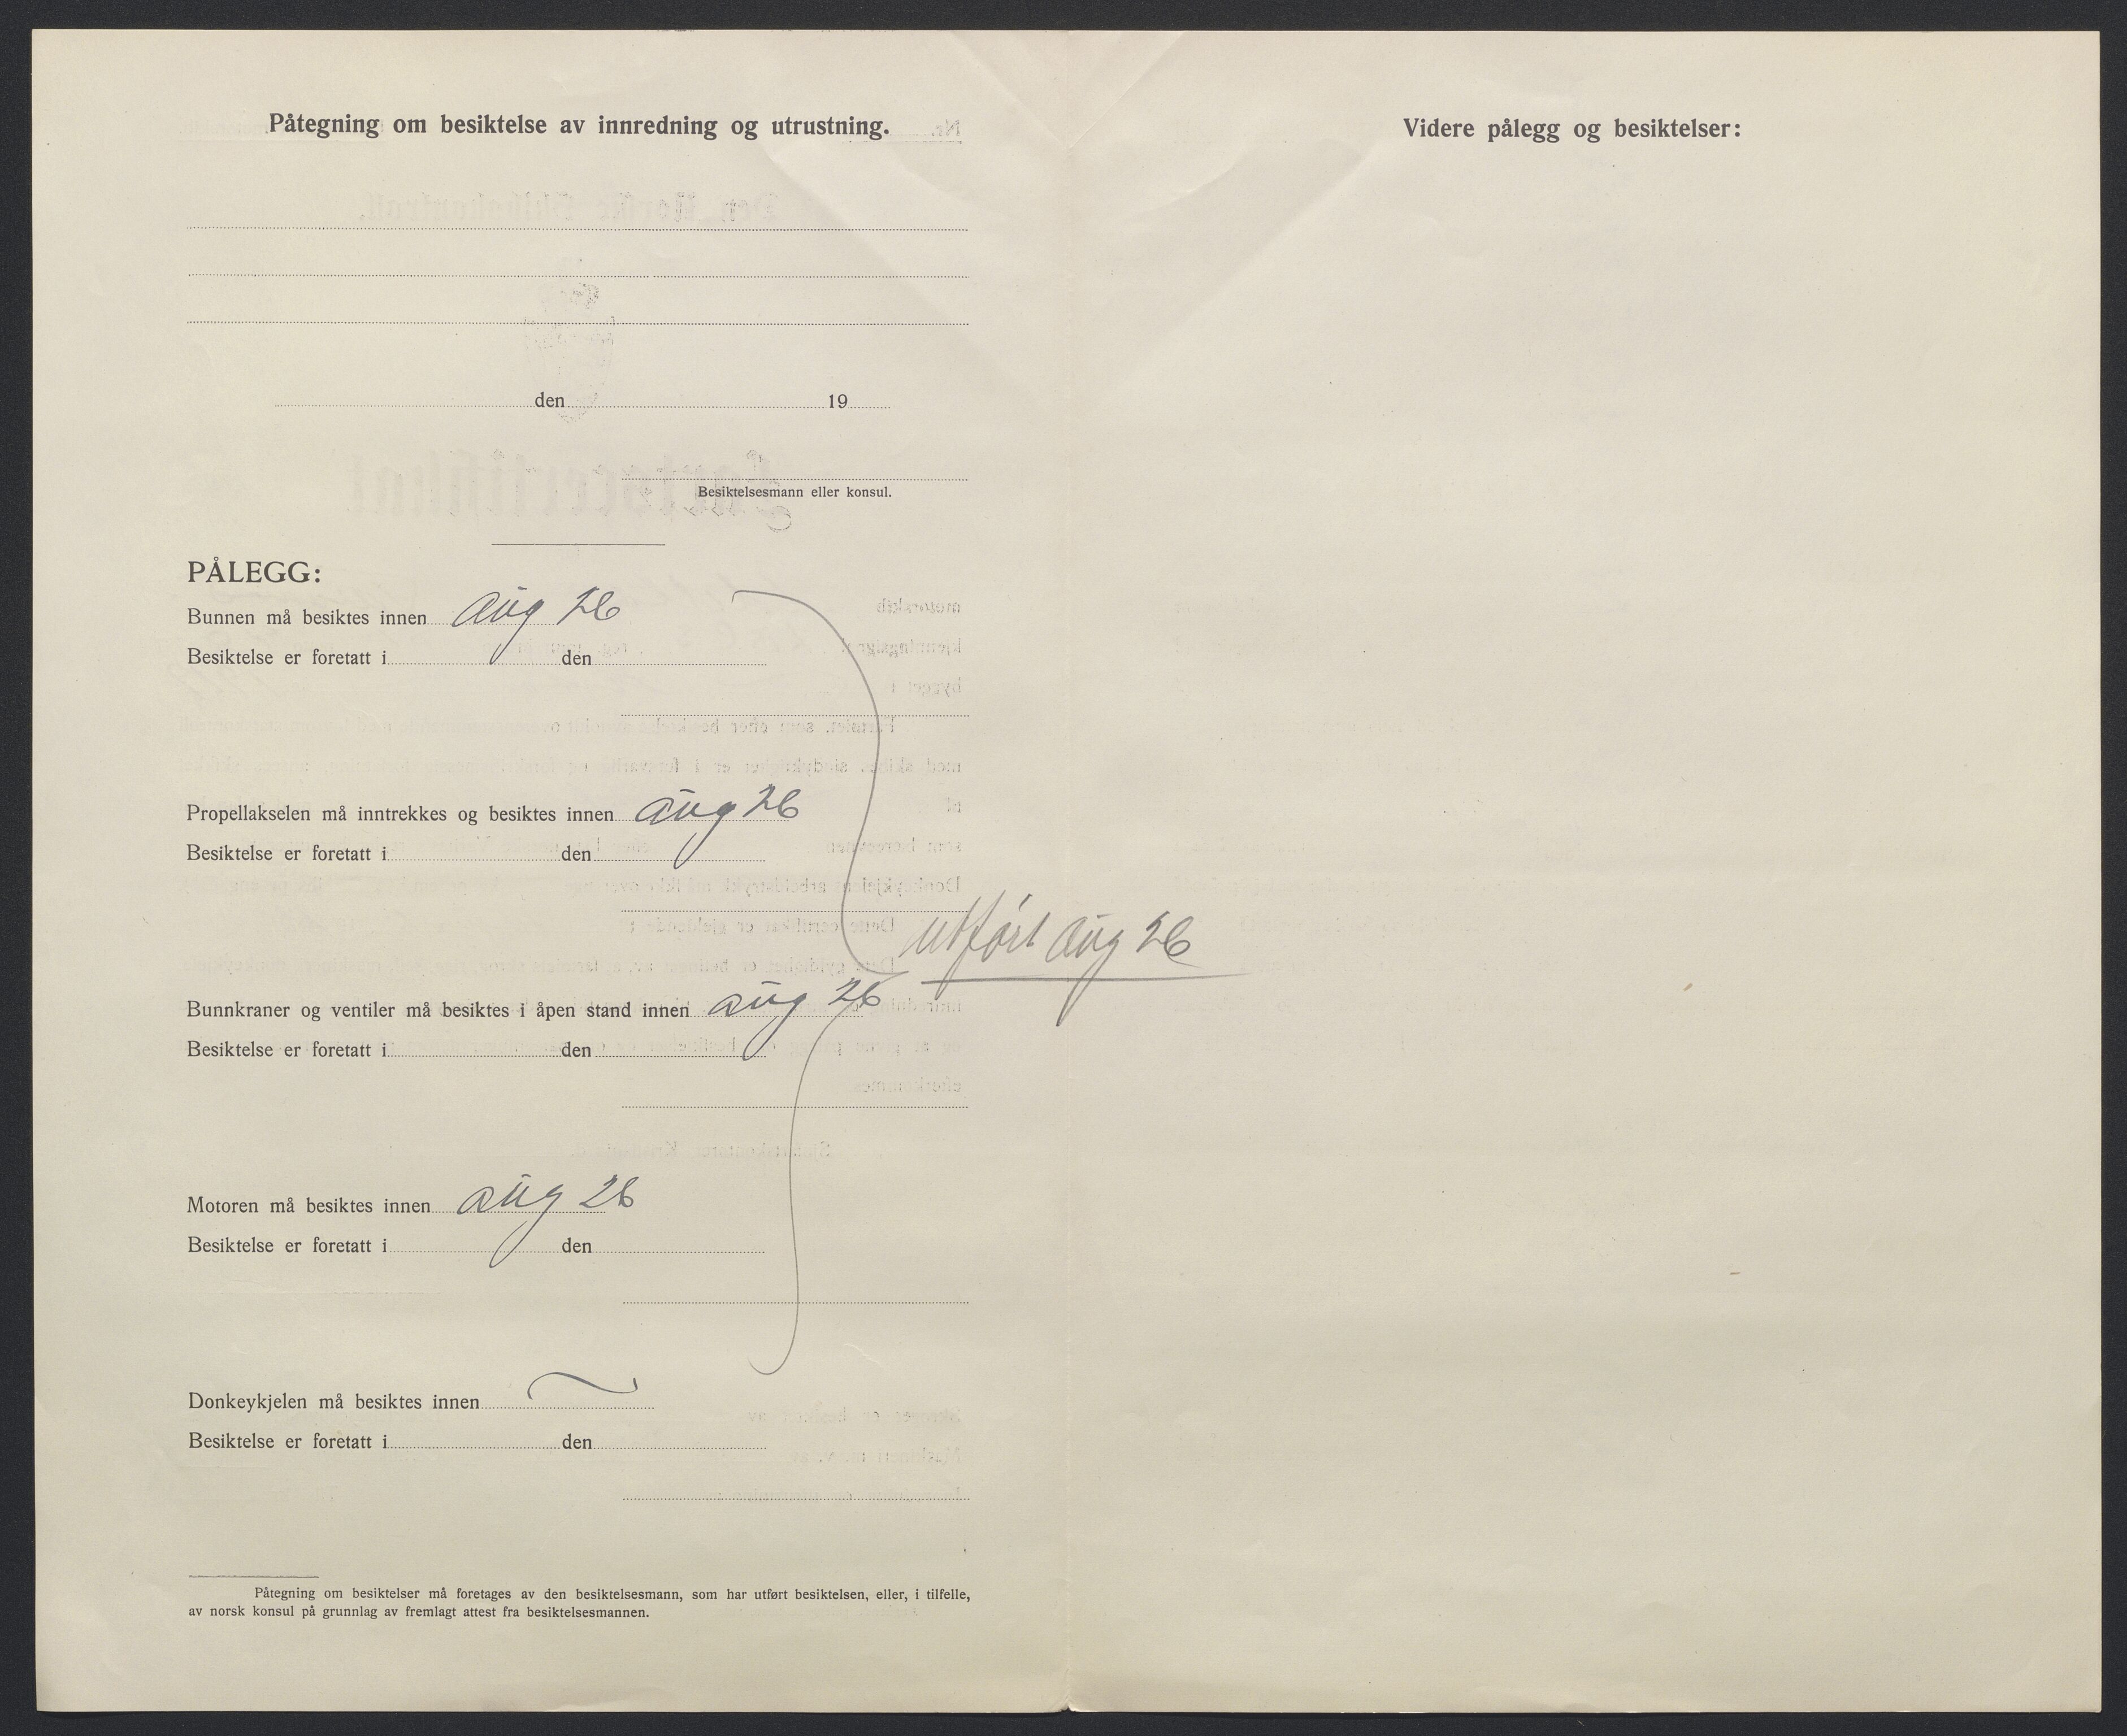 Påtegning om besiktelse av innredning og utrustning.
den 19
Besiktelsesmann eller konsul.
PÅLEGG:
Bunnen må besiktes innen aug 26
Besiktelse er foretatt i den
Propellakselen må inntrekkes og besiktes innen aug 26
Besiktelse er foretatt i den
utført aug 26
Bunnkraner og ventiler må besiktes i åpen stand innen aug 26
Besiktelse er foretatt i den
Motoren må besiktes innen aug 26
Besiktelse er foretatt i den
Donkeykjelen må besiktes innen
Besiktelse er foretatt i den
Påtegning om besiktelser må foretages av den besiktelsesmann, som har utført besiktelsen, eller, i tilfelle,
av norsk konsul på grunnlag av fremlagt attest fra besiktelsesmannen.
Videre pålegg og besiktelser: